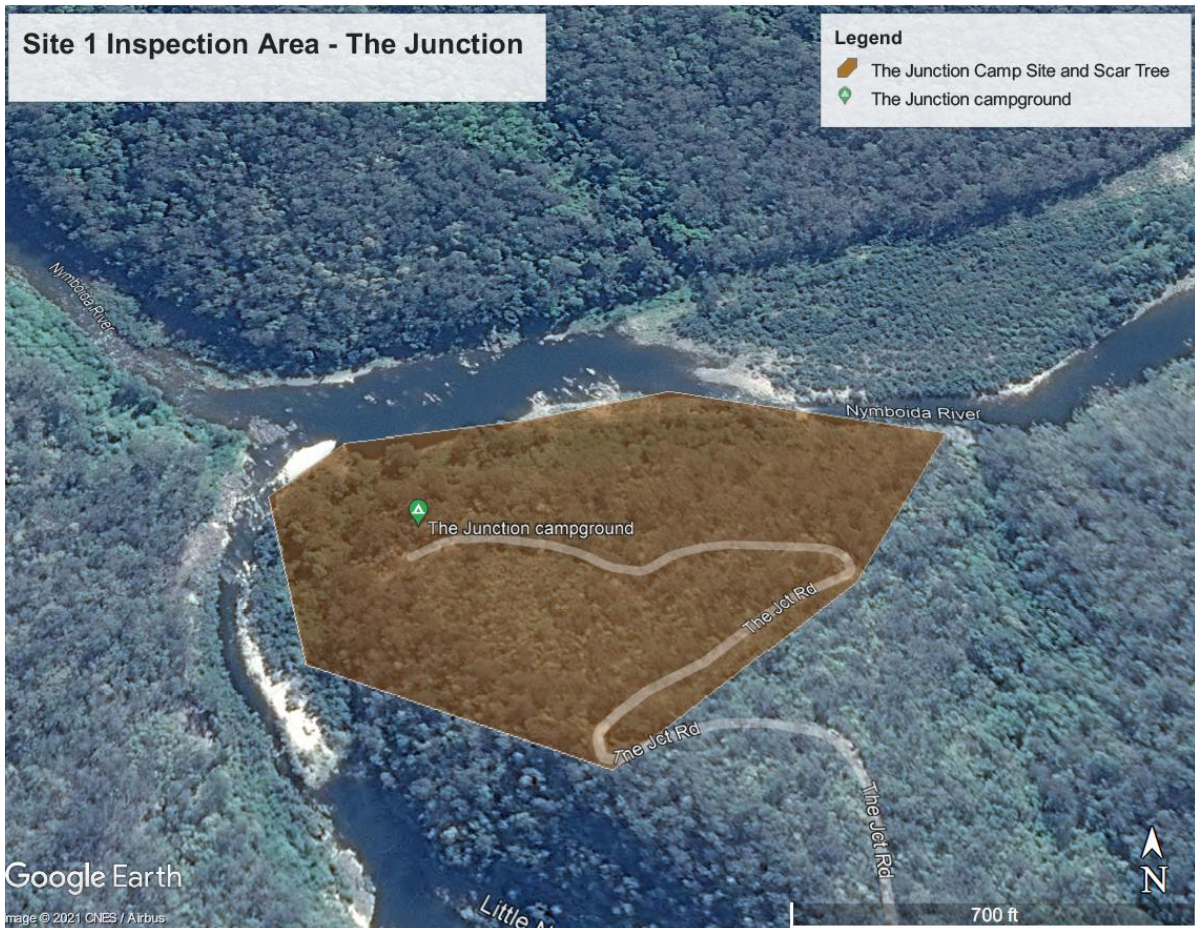 Site 1 Inspection Area - The Junction
Legend
The Junction Camp Site and Scar Tree
The Junction campground
Nymboida River
Nymboida River
The Junction campground
The Jct Rd
The Jct Rd
The Jct Rd
Little
Google Earth
mage © 2021 CNES / Airbus
N
700 ft